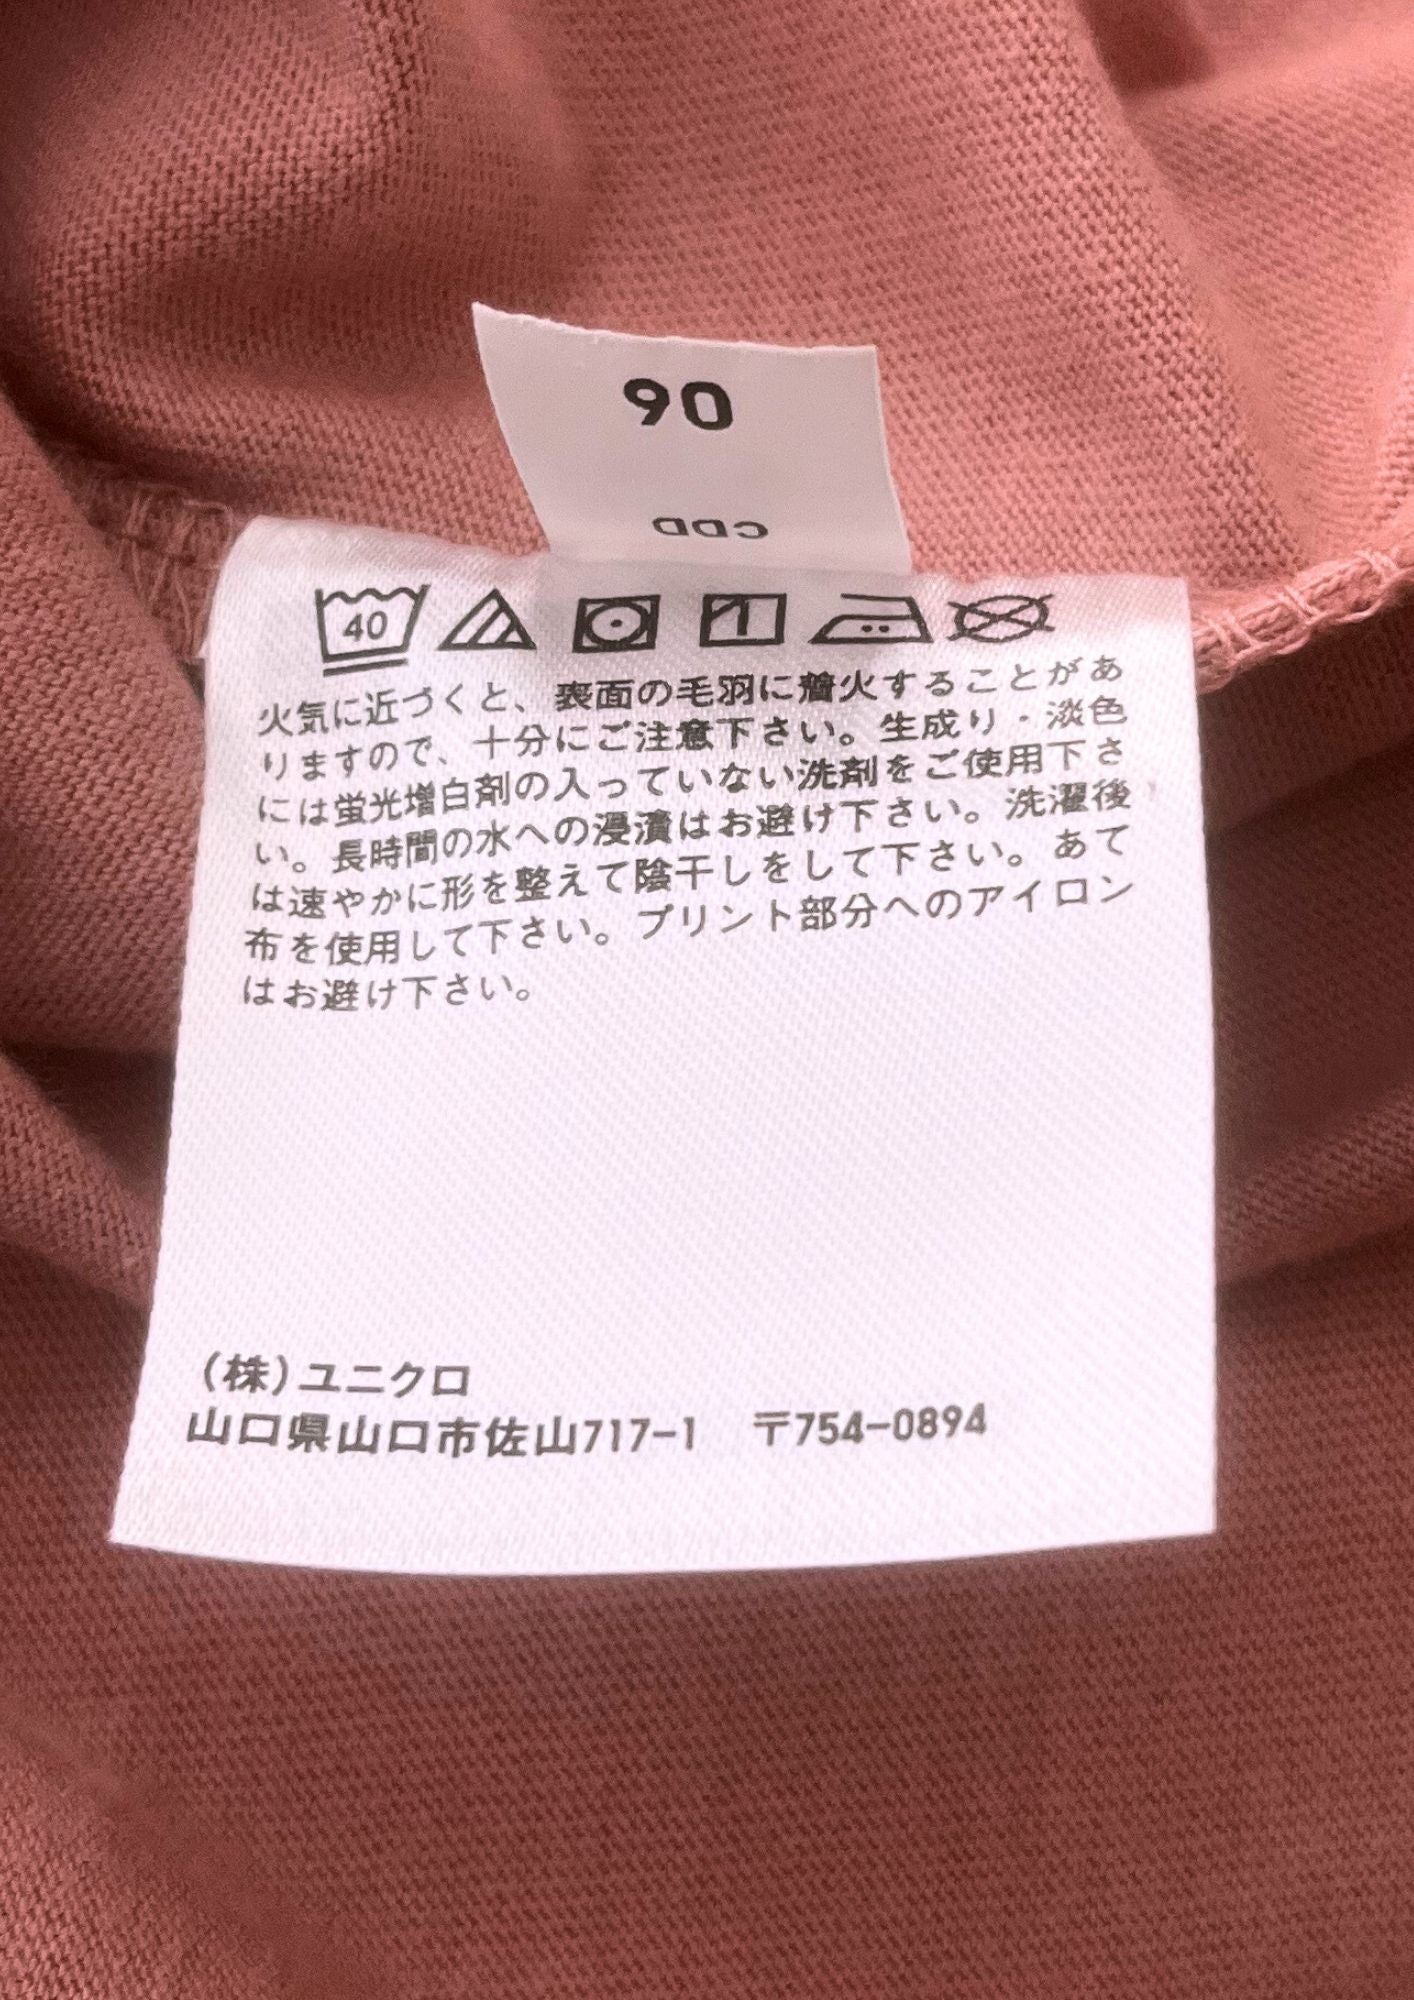 90
CDD
40
火気に近づくと、表面の毛羽に着火することがあ
りますので、十分にご注意下さい。生成り・淡色
には蛍光増白剤の入っていない洗剤をご使用下さ
い。長時間の水への浸漬はお避け下さい。洗濯後
は速やかに形を整えて陰干しをして下さい。あて
布を使用して下さい。プリント部分へのアイロン
はお避け下さい。
(株)ユニクロ
山口県山口市佐山717-1 〒754-0894